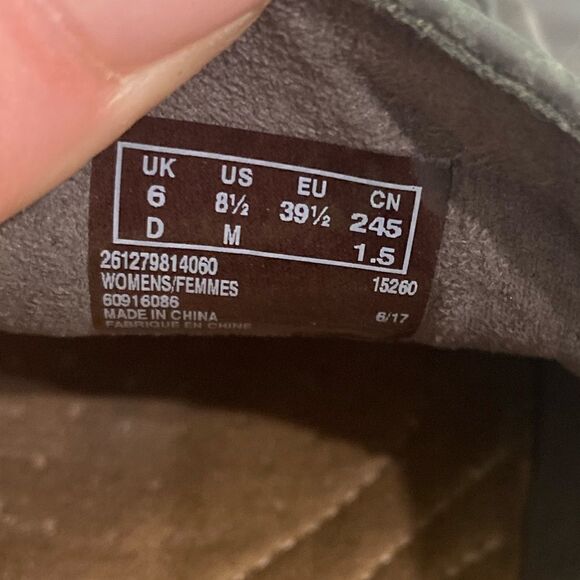 UK US EU CN
6 8½ 39½ 245
D M 1.5
261279814060
WOMENS/FEMMES 15260
60916086
MADE IN CHINA 6/17
FABRIQUE EN CHINE